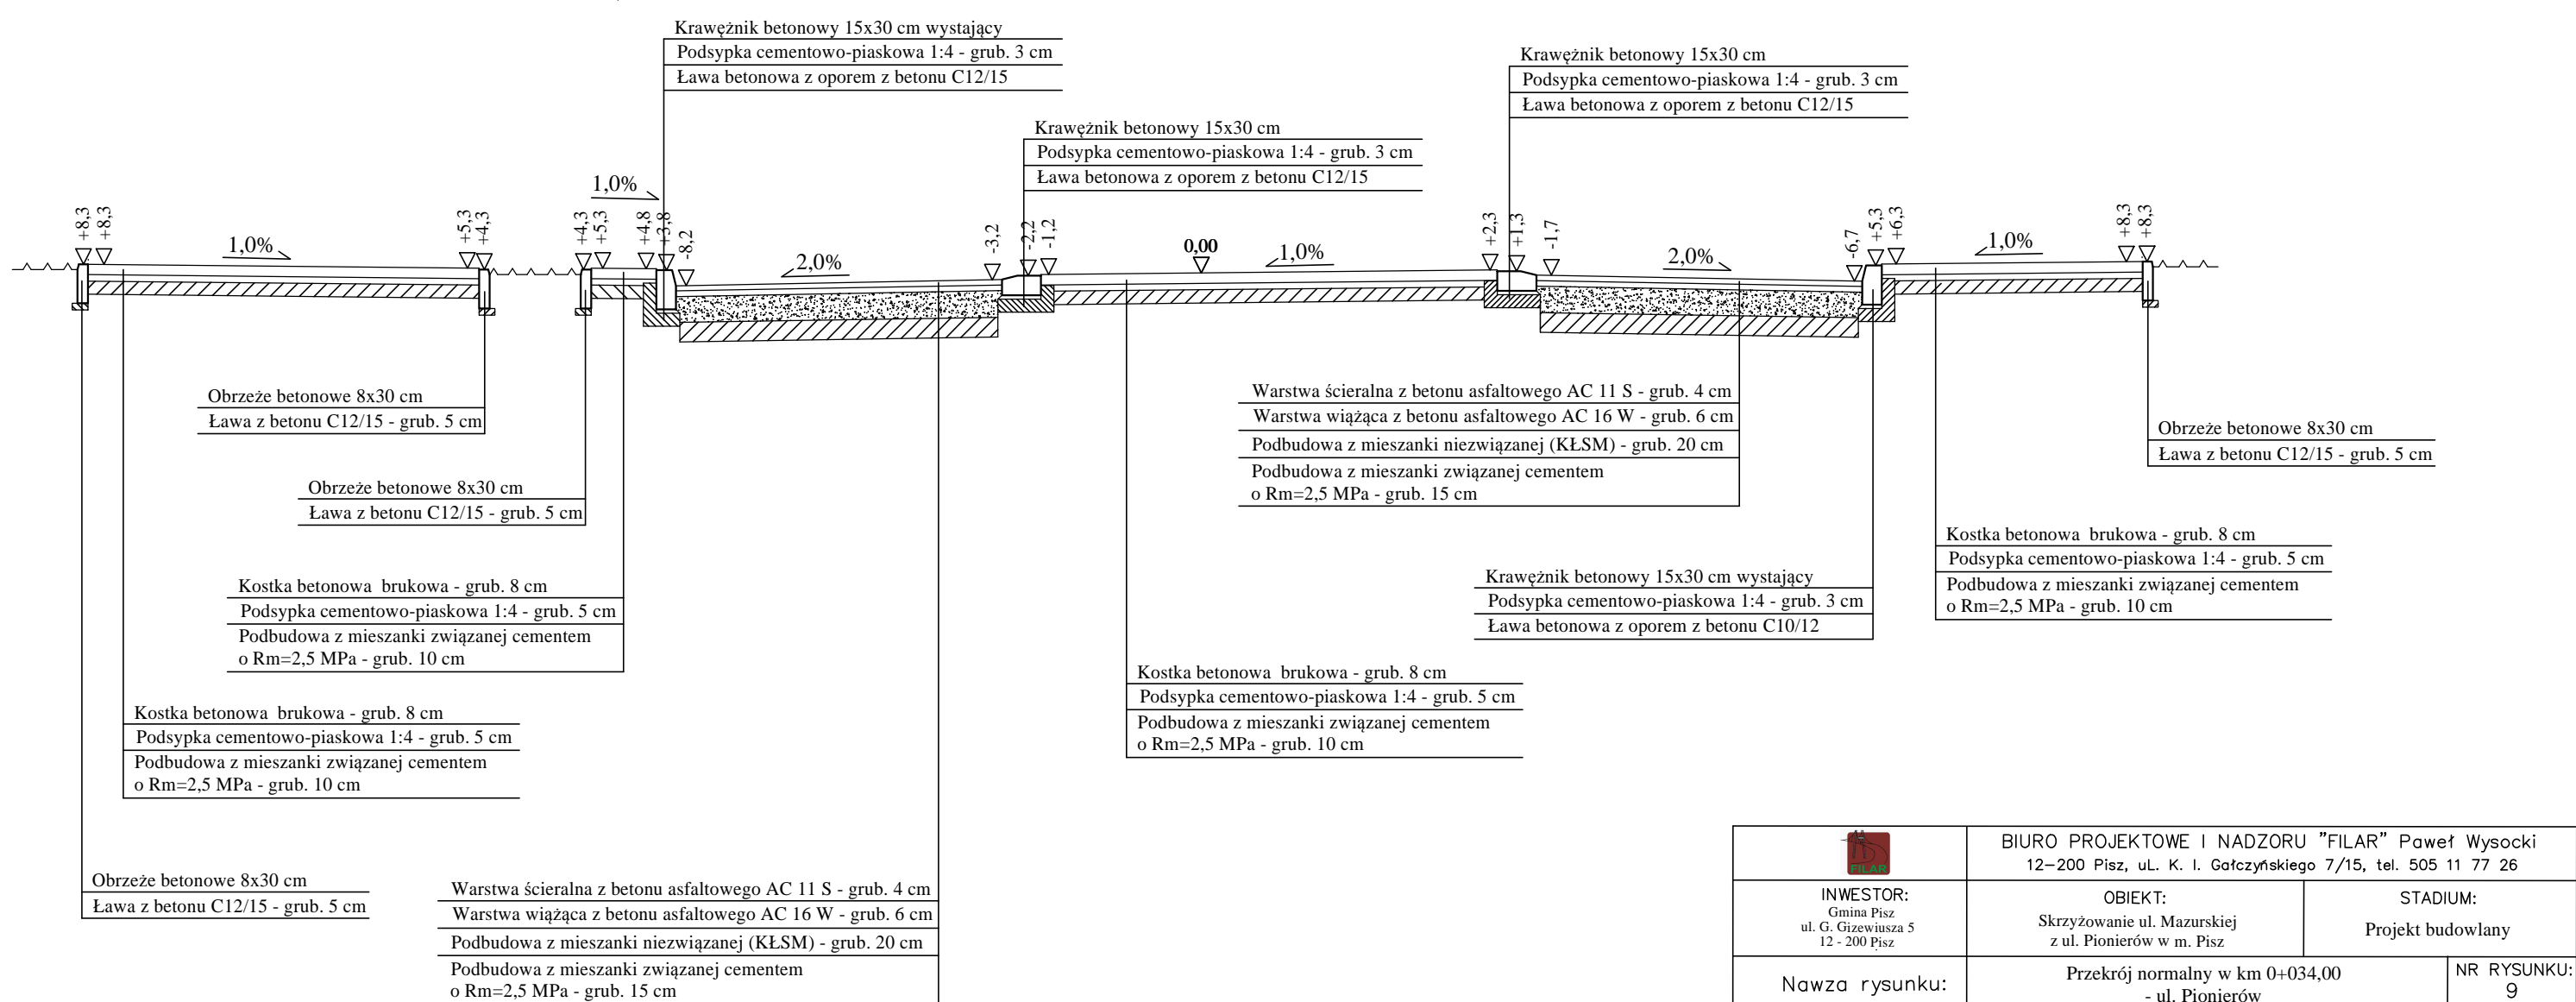 Krawężnik betonowy 15x30 cm wystający
Podsypka cementowo-piaskowa 1:4 - grub. 3 cm
Ława betonowa z oporem z betonu C12/15
Krawężnik betonowy 15x30 cm
Podsypka cementowo-piaskowa 1:4 - grub. 3 cm
Ława betonowa z oporem z betonu C12/15
Krawężnik betonowy 15x30 cm
Podsypka cementowo-piaskowa 1:4 - grub. 3 cm
Ława betonowa z oporem z betonu C12/15
+8,3
+8,3
1,0%
+5,3
+4,3
+4,3
+5,3
1,0%
+4,8
+3,8
-8,2
2,0%
-3,2
-2,2
-1,2
0,00
1,0%
+2,3
+1,3
-1,7
2,0%
-6,7
+5,3
+6,3
1,0%
+8,3
+8,3
Obrzeże betonowe 8x30 cm
Ława z betonu C12/15 - grub. 5 cm
Obrzeże betonowe 8x30 cm
Ława z betonu C12/15 - grub. 5 cm
Kostka betonowa brukowa - grub. 8 cm
Podsypka cementowo-piaskowa 1:4 - grub. 5 cm
Podbudowa z mieszanki związanej cementem
o Rm=2,5 MPa - grub. 10 cm
Kostka betonowa brukowa - grub. 8 cm
Podsypka cementowo-piaskowa 1:4 - grub. 5 cm
Podbudowa z mieszanki związanej cementem
o Rm=2,5 MPa - grub. 10 cm
Obrzeże betonowe 8x30 cm
Ława z betonu C12/15 - grub. 5 cm
Warstwa ścieralna z betonu asfaltowego AC 11 S - grub. 4 cm
Warstwa wiążąca z betonu asfaltowego AC 16 W - grub. 6 cm
Podbudowa z mieszanki niezwiązanej (KŁSM) - grub. 20 cm
Podbudowa z mieszanki związanej cementem
o Rm=2,5 MPa - grub. 15 cm
Warstwa ścieralna z betonu asfaltowego AC 11 S - grub. 4 cm
Warstwa wiążąca z betonu asfaltowego AC 16 W - grub. 6 cm
Podbudowa z mieszanki niezwiązanej (KŁSM) - grub. 20 cm
Podbudowa z mieszanki związanej cementem
o Rm=2,5 MPa - grub. 15 cm
Krawężnik betonowy 15x30 cm wystający
Podsypka cementowo-piaskowa 1:4 - grub. 3 cm
Ława betonowa z oporem z betonu C10/12
Kostka betonowa brukowa - grub. 8 cm
Podsypka cementowo-piaskowa 1:4 - grub. 5 cm
Podbudowa z mieszanki związanej cementem
o Rm=2,5 MPa - grub. 10 cm
Obrzeże betonowe 8x30 cm
Ława z betonu C12/15 - grub. 5 cm
Kostka betonowa brukowa - grub. 8 cm
Podsypka cementowo-piaskowa 1:4 - grub. 5 cm
Podbudowa z mieszanki związanej cementem
o Rm=2,5 MPa - grub. 10 cm
FILAR
BIURO PROJEKTOWE I NADZORU "FILAR" Paweł Wysocki
12-200 Pisz, uL. K. I. Gałczyńskiego 7/15, tel. 505 11 77 26
INWESTOR:
Gmina Pisz
ul. G. Gizewiusza 5
12 - 200 Pisz
OBIEKT:
Skrzyżowanie ul. Mazurskiej
z ul. Pionierów w m. Pisz
STADIUM:
Projekt budowlany
Nawza rysunku:
Przekrój normalny w km 0+034,00
- ul. Pionierów
NR RYSUNKU:
9